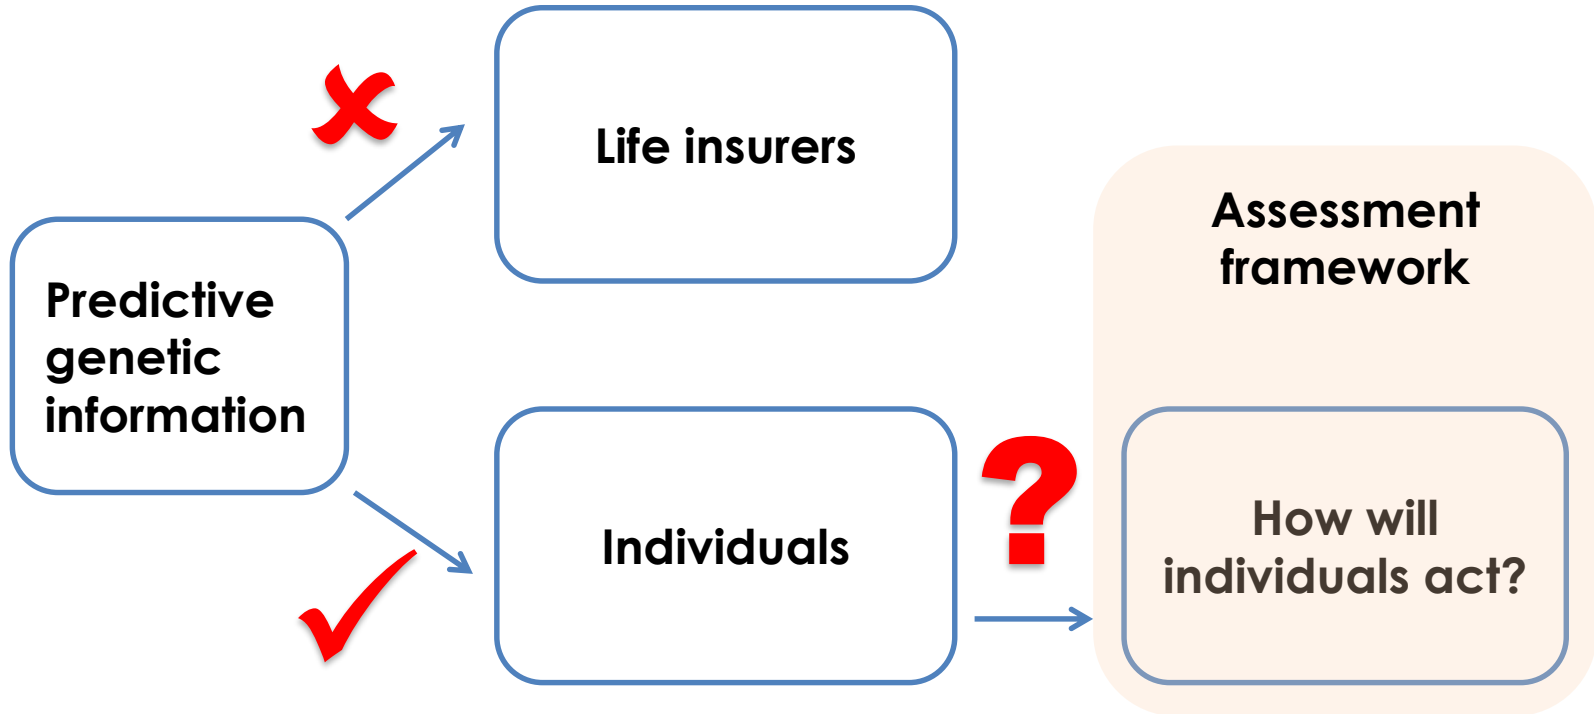 Life insurers
Assessment
framework
Predictive
genetic
information
Individuals
?
How will
individuals act?